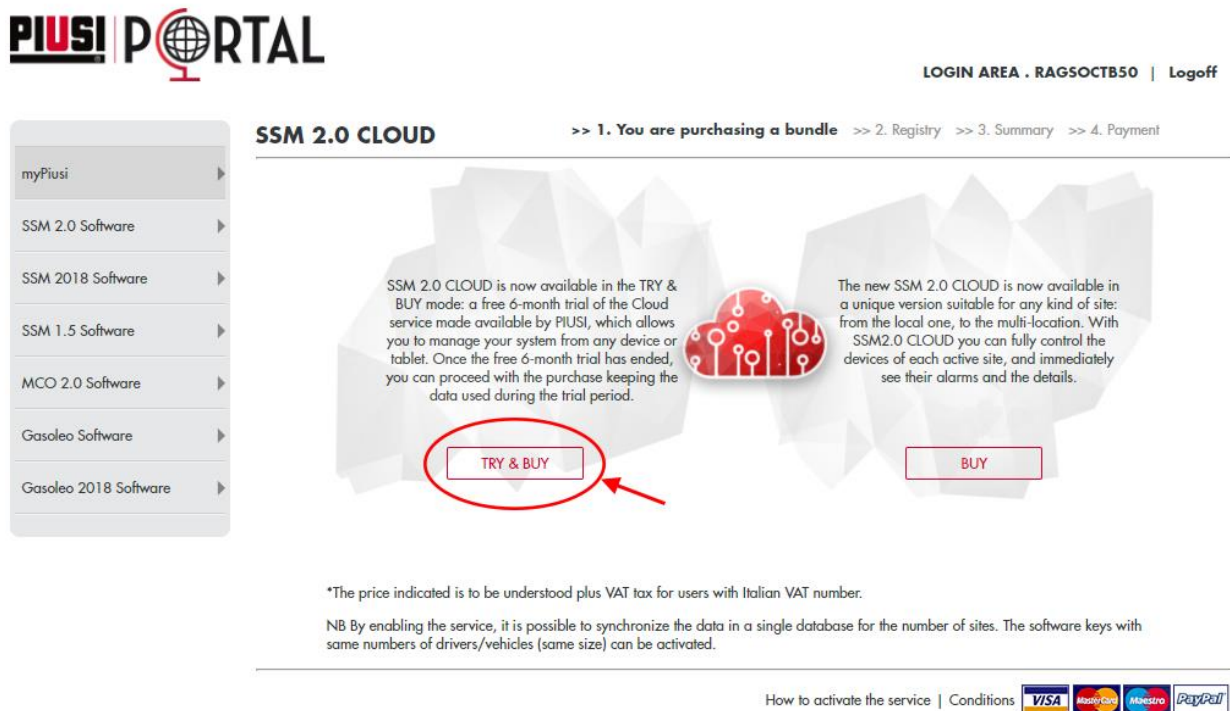 PIUSI PORTAL
LOGIN AREA . RAGSOCTB50 | Logoff
SSM 2.0 CLOUD
>> 1. You are purchasing a bundle >> 2. Registry >> 3. Summary >> 4. Payment
myPiusi
SSM 2.0 Software
SSM 2018 Software
SSM 1.5 Software
MCO 2.0 Software
Gasoleo Software
Gasoleo 2018 Software
SSM 2.0 CLOUD is now available in the TRY &
BUY mode: a free 6-month trial of the Cloud
service made available by PIUSI, which allows
you to manage your system from any device or
tablet. Once the free 6-month trial has ended,
you can proceed with the purchase keeping the
data used during the trial period.
TRY & BUY
The new SSM 2.0 CLOUD is now available in
a unique version suitable for any kind of site:
from the local one, to the multi-location. With
SSM2.0 CLOUD you can fully control the
devices of each active site, and immediately
see their alarms and the details.
BUY
*The price indicated is to be understood plus VAT tax for users with Italian VAT number.
NB By enabling the service, it is possible to synchronize the data in a single database for the number of sites. The software keys with
same numbers of drivers/vehicles (same size) can be activated.
How to activate the service | Conditions VISA MasterCard Maestro PayPal